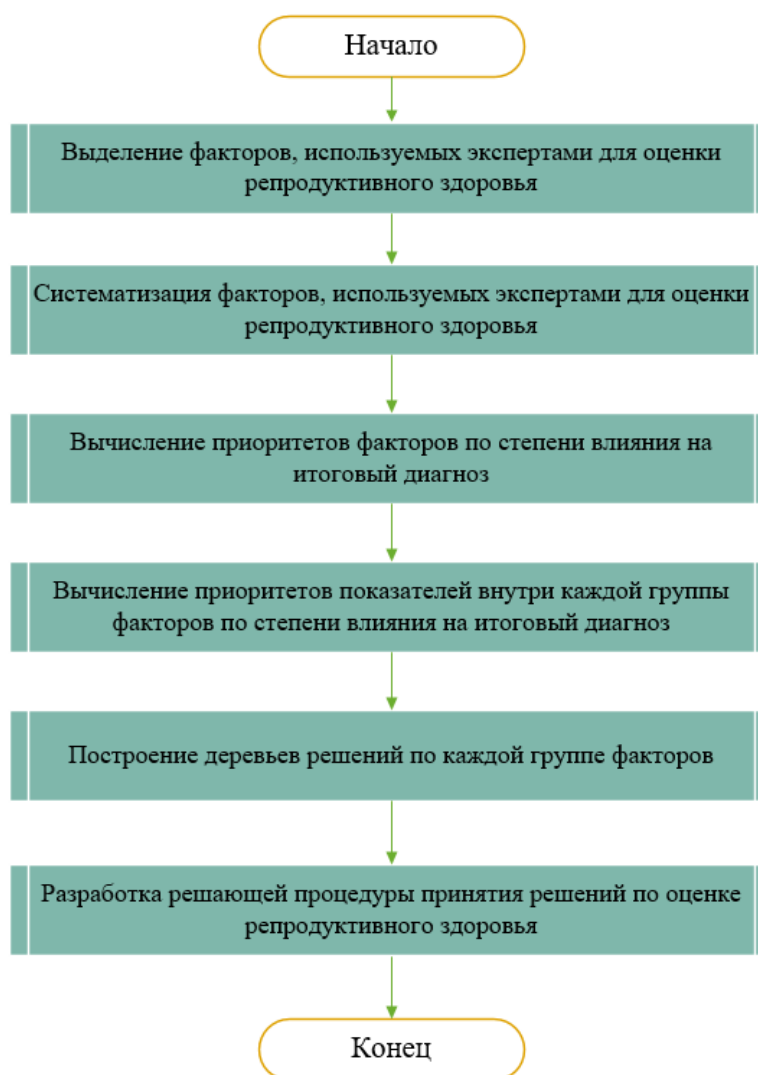 Начало
Выделение факторов, используемых экспертами для оценки
репродуктивного здоровья
Систематизация факторов, используемых экспертами для оценки
репродуктивного здоровья
Вычисление приоритетов факторов по степени влияния на
итоговый диагноз
Вычисление приоритетов показателей внутри каждой группы
факторов по степени влияния на итоговый диагноз
Построение деревьев решений по каждой группе факторов
Разработка решающей процедуры принятия решений по оценке
репродуктивного здоровья
Конец